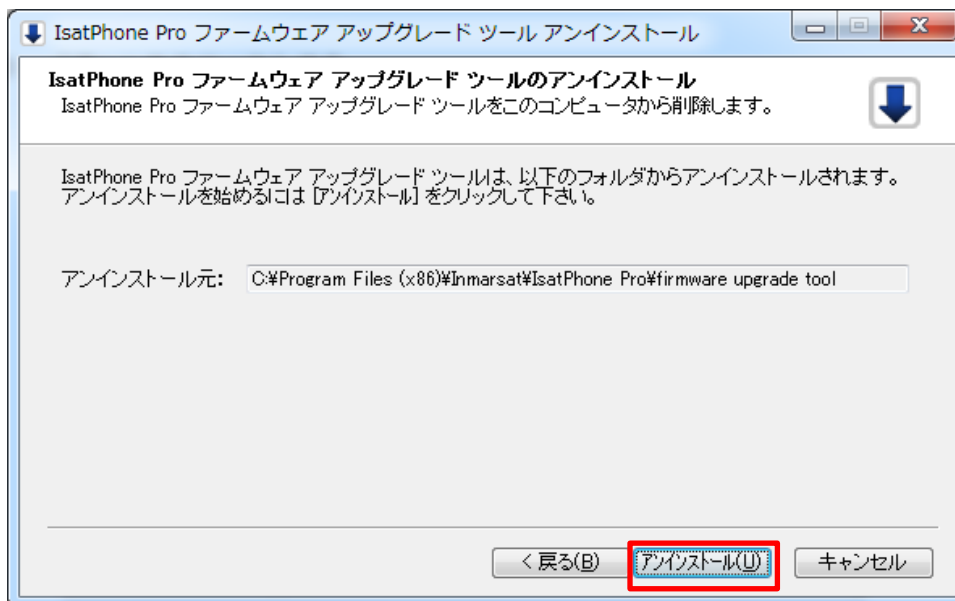 IsatPhone Pro ファームウエア アップグレード ツール アンインストール
IsatPhone Pro ファームウェア アップグレード ツールのアンインストール
IsatPhone Pro ファームウェア アップグレード ツールをこのコンピュータから削除します。
IsatPhone Pro ファームウェア アップグレード ツールは、以下のフォルダからアンインストールされます。
アンインストールを始めるには [アンインストール] をクリックして下さい。
アンインストール元： C:¥Program Files (x86)¥Inmarsat¥IsatPhone Pro¥firmware upgrade tool
< 戻る(B) アンインストール(U) キャンセル